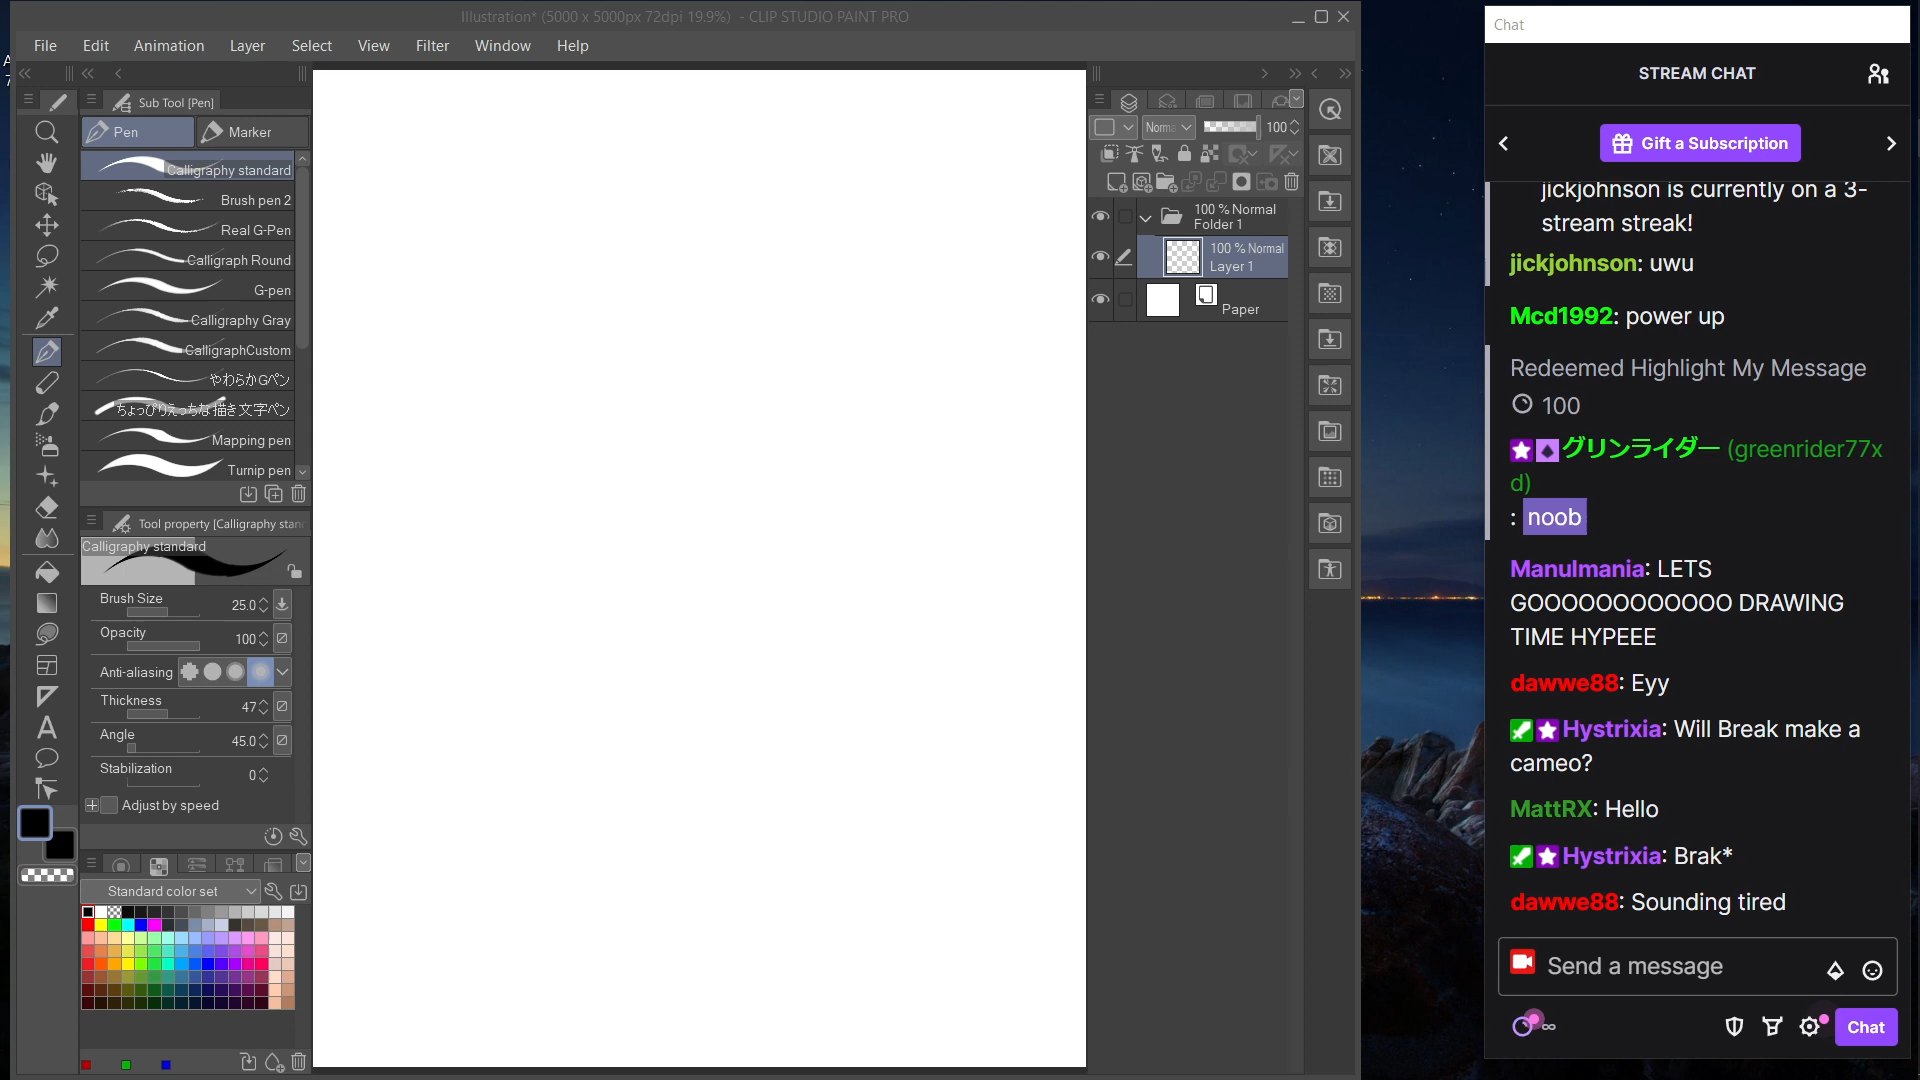 Illustration* (5000 x 5000px 72dpi 19.9%) - CLIP STUDIO PAINT PRO
File Edit Animation Layer Select View Filter Window Help
Sub Tool [Pen]
Pen
Marker
Calligraphy standard
Brush pen 2
Real G-Pen
Calligraph Round
G-pen
Calligraphy Gray
CalligraphCustom
やわらかGペン
ちょっぴりえっちな描き文字ペン
Mapping pen
Turnip pen
Tool property [Calligraphy stan
Calligraphy standard
Brush Size 25.0
Opacity 100
Anti-aliasing
Thickness 47
Angle 45.0
Stabilization 0
Adjust by speed
Standard color set
Norma 100
100 % Normal
Folder 1
100 % Normal
Layer 1
Paper
Chat
STREAM CHAT
Gift a Subscription
jickjohnson is currently on a 3-
stream streak!
jickjohnson: uwu
Mcd1992: power up
Redeemed Highlight My Message
100
グリンライダー (greenrider77x
d)
: noob
Manulmania: LETS
GOOOOOOOOOOOO DRAWING
TIME HYPEEE
dawwe88: Eyy
Hystrixia: Will Break make a
cameo?
MattRX: Hello
Hystrixia: Brak*
dawwe88: Sounding tired
Send a message
Chat